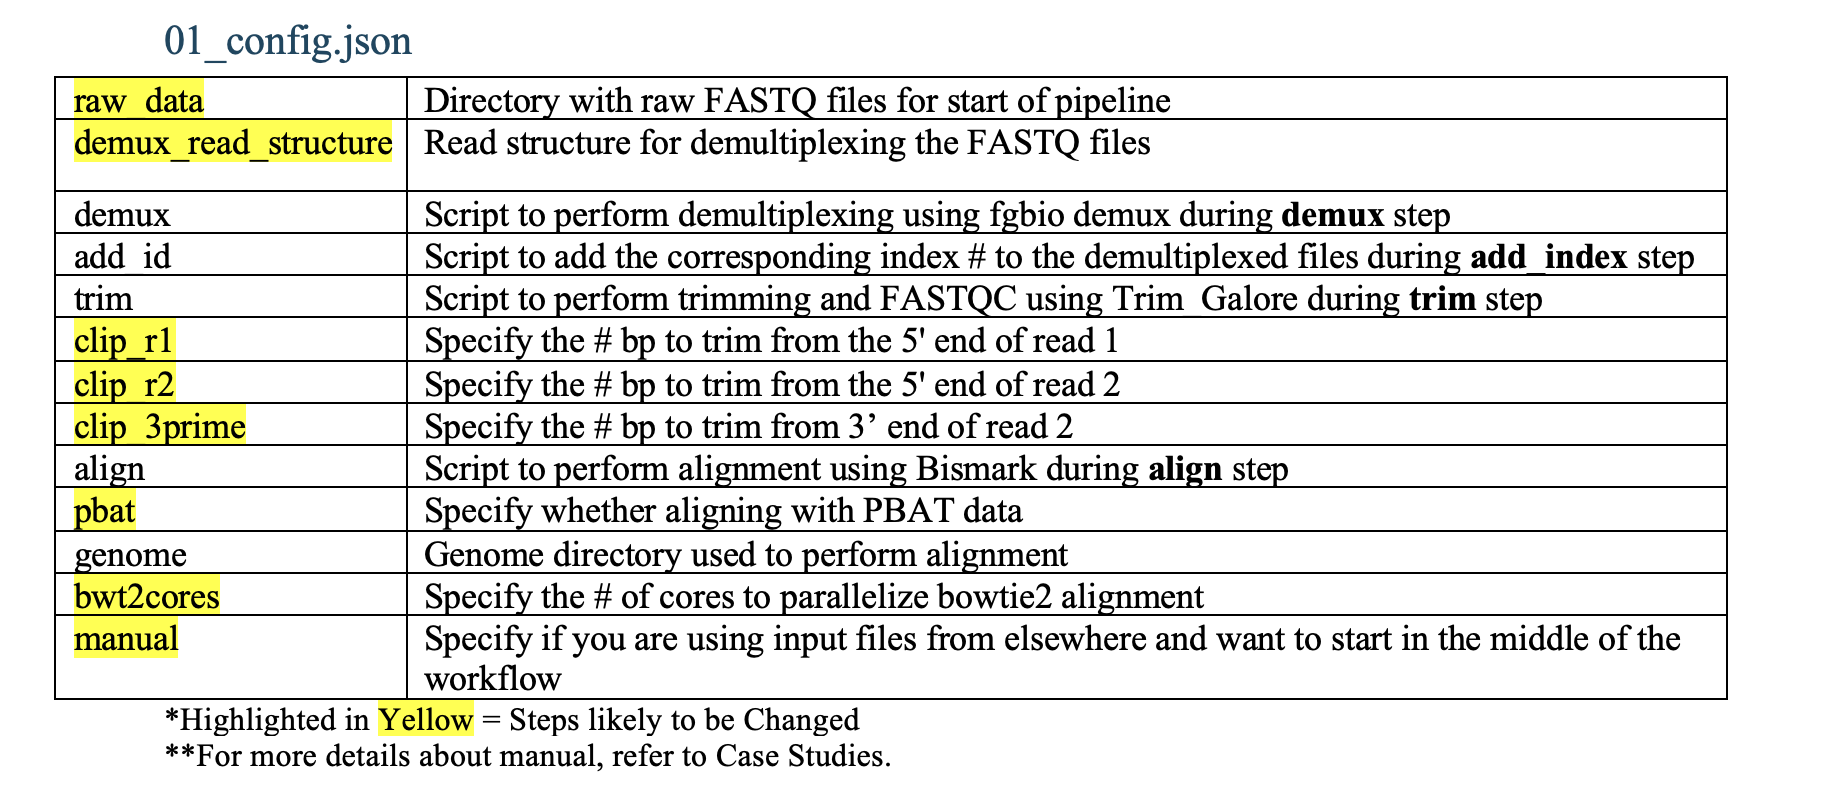 01_config.json
raw_data Directory with raw FASTQ files for start of pipeline
demux_read_structure Read structure for demultiplexing the FASTQ files
demux Script to perform demultiplexing using fgbio demux during demux step
add_id Script to add the corresponding index # to the demultiplexed files during add_index step
trim Script to perform trimming and FASTQC using Trim_Galore during trim step
clip_r1 Specify the # bp to trim from the 5' end of read 1
clip_r2 Specify the # bp to trim from the 5' end of read 2
clip_3prime Specify the # bp to trim from 3’ end of read 2
align Script to perform alignment using Bismark during align step
pbat Specify whether aligning with PBAT data
genome Genome directory used to perform alignment
bwt2cores Specify the # of cores to parallelize bowtie2 alignment
manual Specify if you are using input files from elsewhere and want to start in the middle of the
workflow
*Highlighted in Yellow = Steps likely to be Changed
**For more details about manual, refer to Case Studies.